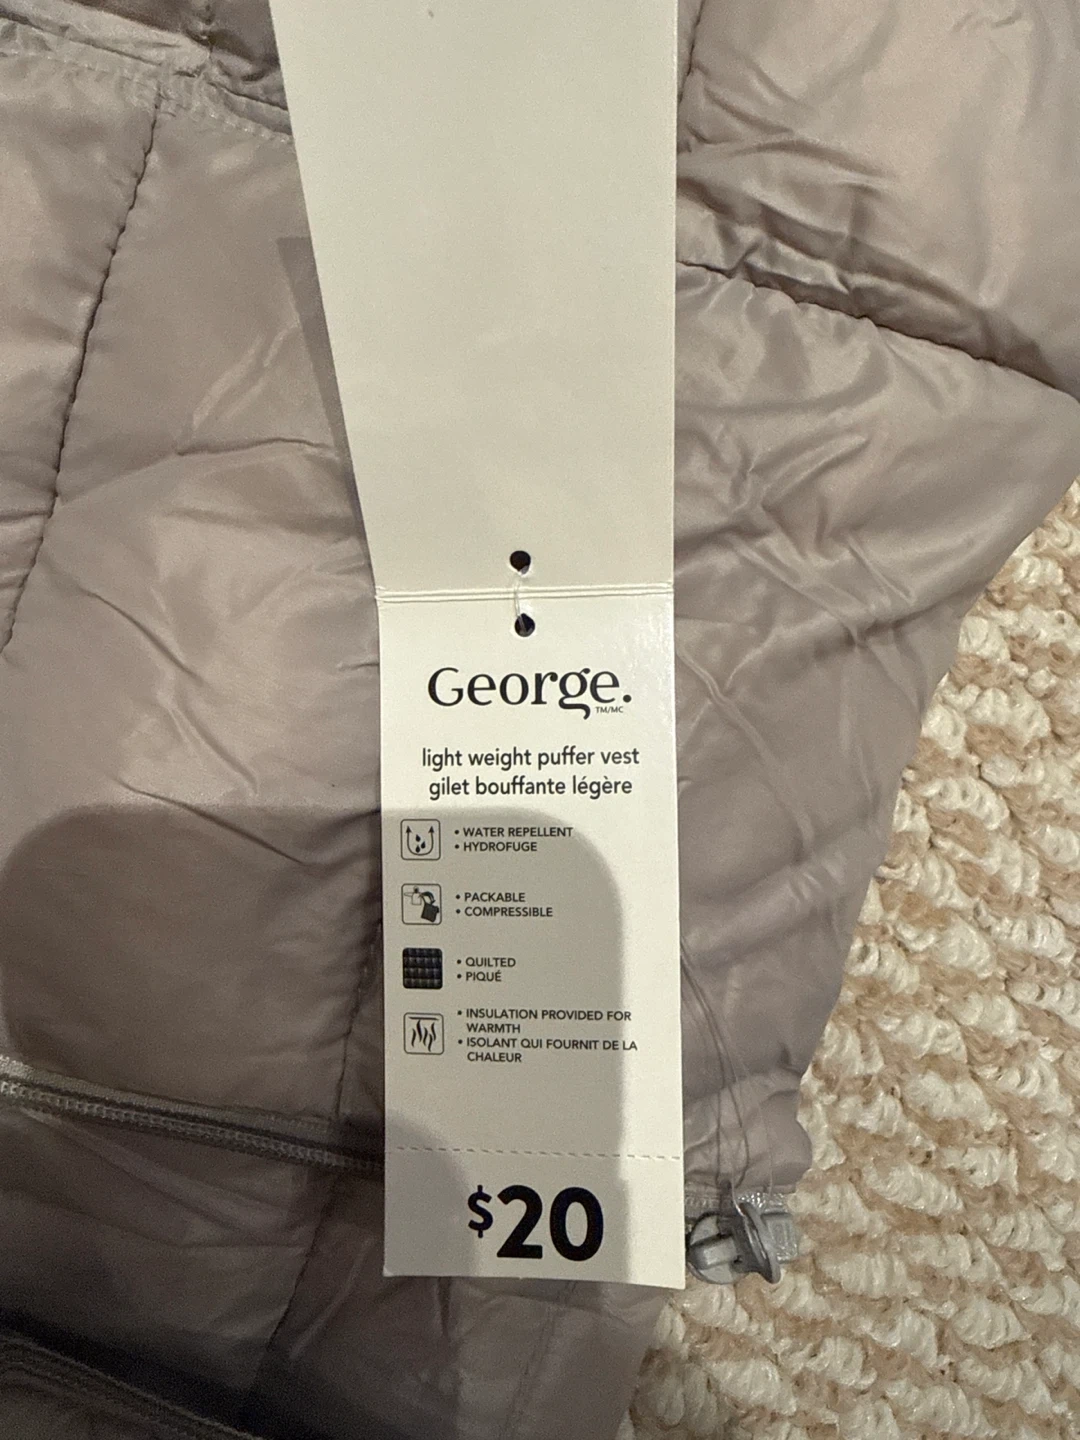 George.
TM/MC
light weight puffer vest
gilet bouffante légère
• WATER REPELLENT
• HYDROFUGE
• PACKABLE
• COMPRESSIBLE
• QUILTED
• PIQUÉ
• INSULATION PROVIDED FOR
WARMTH
• ISOLANT QUI FOURNIT DE LA
CHALEUR
$20